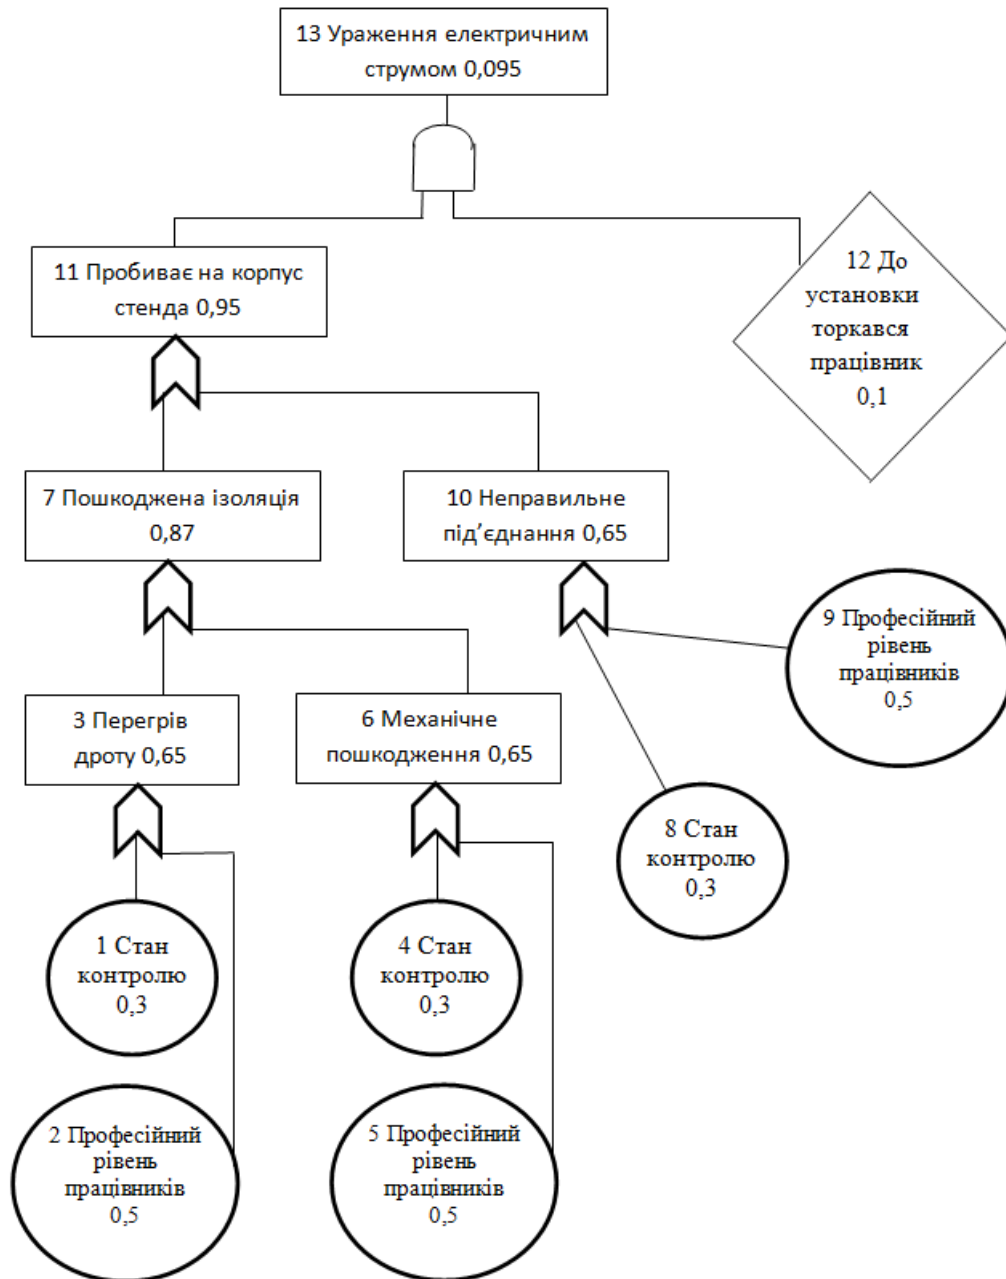 13 Ураження електричним
струмом 0,095
11 Пробиває на корпус
стенда 0,95
12 До
установки
торкався
працівник
0,1
7 Пошкоджена ізоляція
0,87
10 Неправильне
під’єднання 0,65
9 Професійний
рівень
працівників
0,5
3 Перегрів
дроту 0,65
6 Механічне
пошкодження 0,65
8 Стан
контролю
0,3
1 Стан
контролю
0,3
4 Стан
контролю
0,3
2 Професійний
рівень
працівників
0,5
5 Професійний
рівень
працівників
0,5